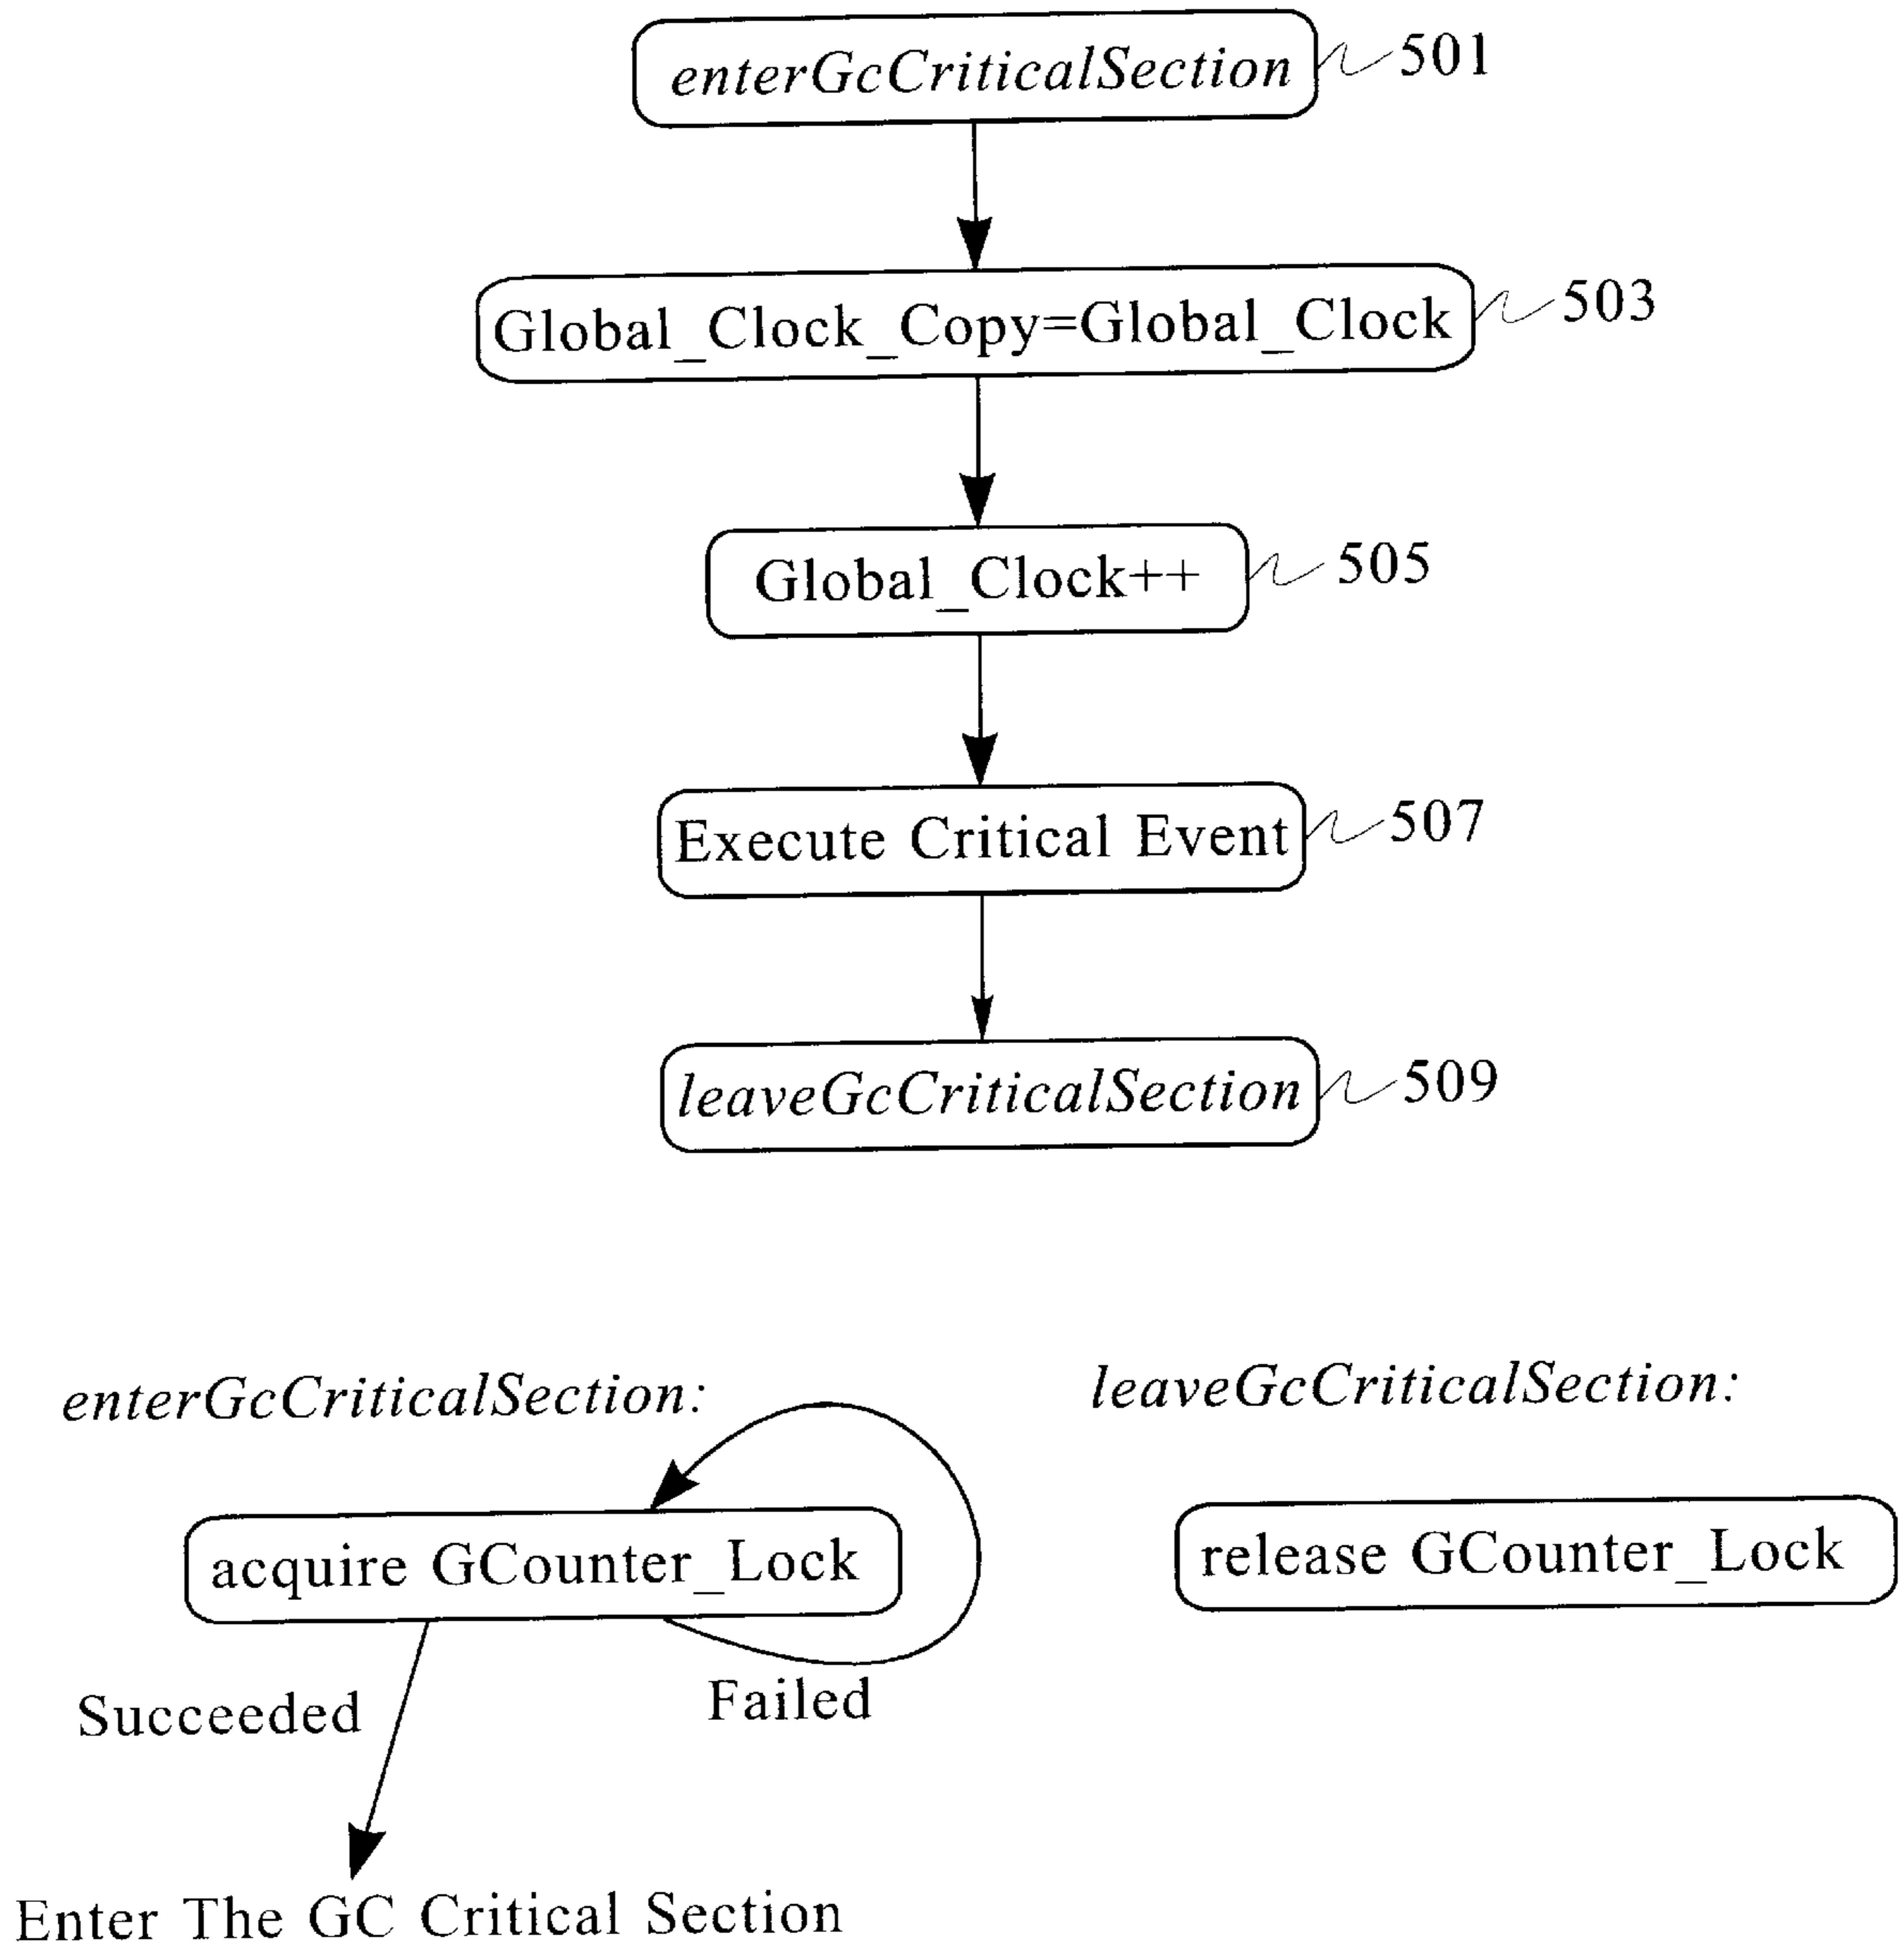 enterGcCriticalSection 501
Global_Clock_Copy=Global_Clock 503
Global_Clock++ 505
Execute Critical Event 507
leaveGcCriticalSection 509
enterGcCriticalSection:
leaveGcCriticalSection:
acquire GCounter_Lock
release GCounter_Lock
Succeeded
Failed
Enter The GC Critical Section